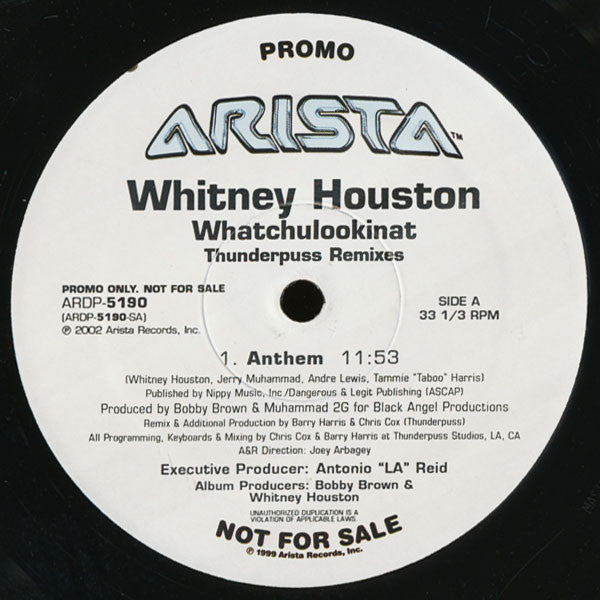 PROMO
ARISTA™
Whitney Houston
Whatchulookinat
Thunderpuss Remixes
PROMO ONLY. NOT FOR SALE
ARDP-5190
(ARDP-5190-SA)
℗ 2002 Arista Records, Inc.
SIDE A
33 1/3 RPM
1. Anthem 11:53
(Whitney Houston, Jerry Muhammad, Andre Lewis, Tammie "Taboo" Harris)
Published by Nippy Music, Inc./Dangerous & Legit Publishing (ASCAP)
Produced by Bobby Brown & Muhammad 2G for Black Angel Productions
Remix & Additional Production by Barry Harris & Chris Cox (Thunderpuss)
All Programming, Keyboards & Mixing by Chris Cox & Barry Harris at Thunderpuss Studios, LA, CA
A&R Direction: Joey Arbagey
Executive Producer: Antonio "LA" Reid
Album Producers: Bobby Brown &
Whitney Houston
UNAUTHORIZED DUPLICATION IS A
VIOLATION OF APPLICABLE LAWS.
NOT FOR SALE
℗ 1999 Arista Records, Inc.